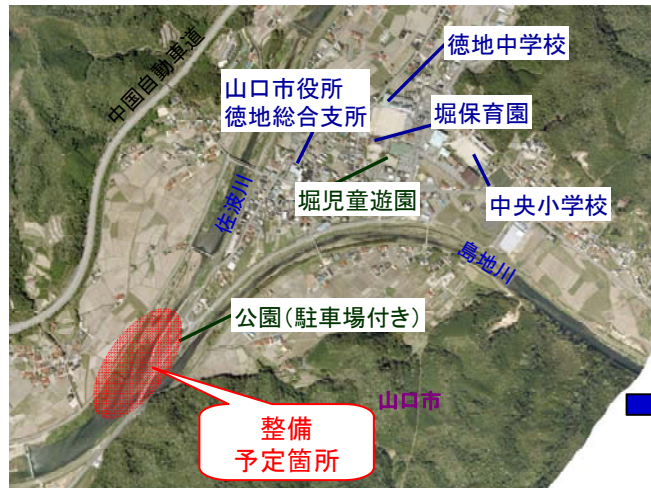 中国自動車道
徳地中学校
山口市役所
徳地総合支所
堀保育園
堀児童遊園
中央小学校
佐波川
島地川
公園(駐車場付き)
山口市
整備
予定箇所